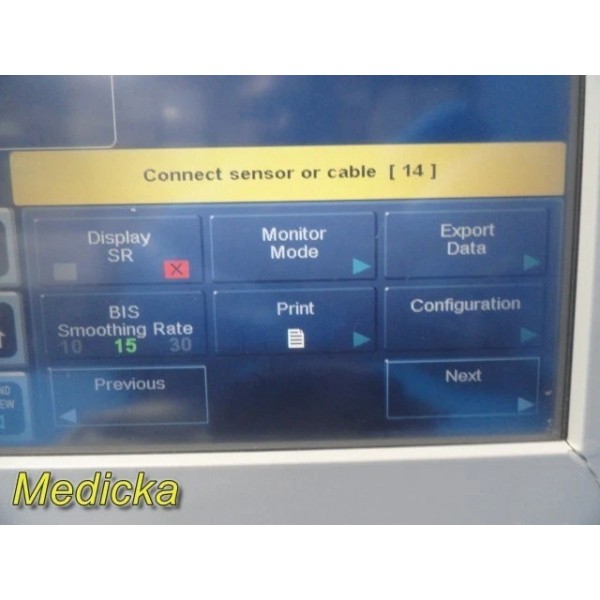 Connect sensor or cable [ 14 ]
Display
SR
Monitor
Mode
Export
Data
BIS
Smoothing Rate
10 15 30
Print
Configuration
Previous
Next
Medicka